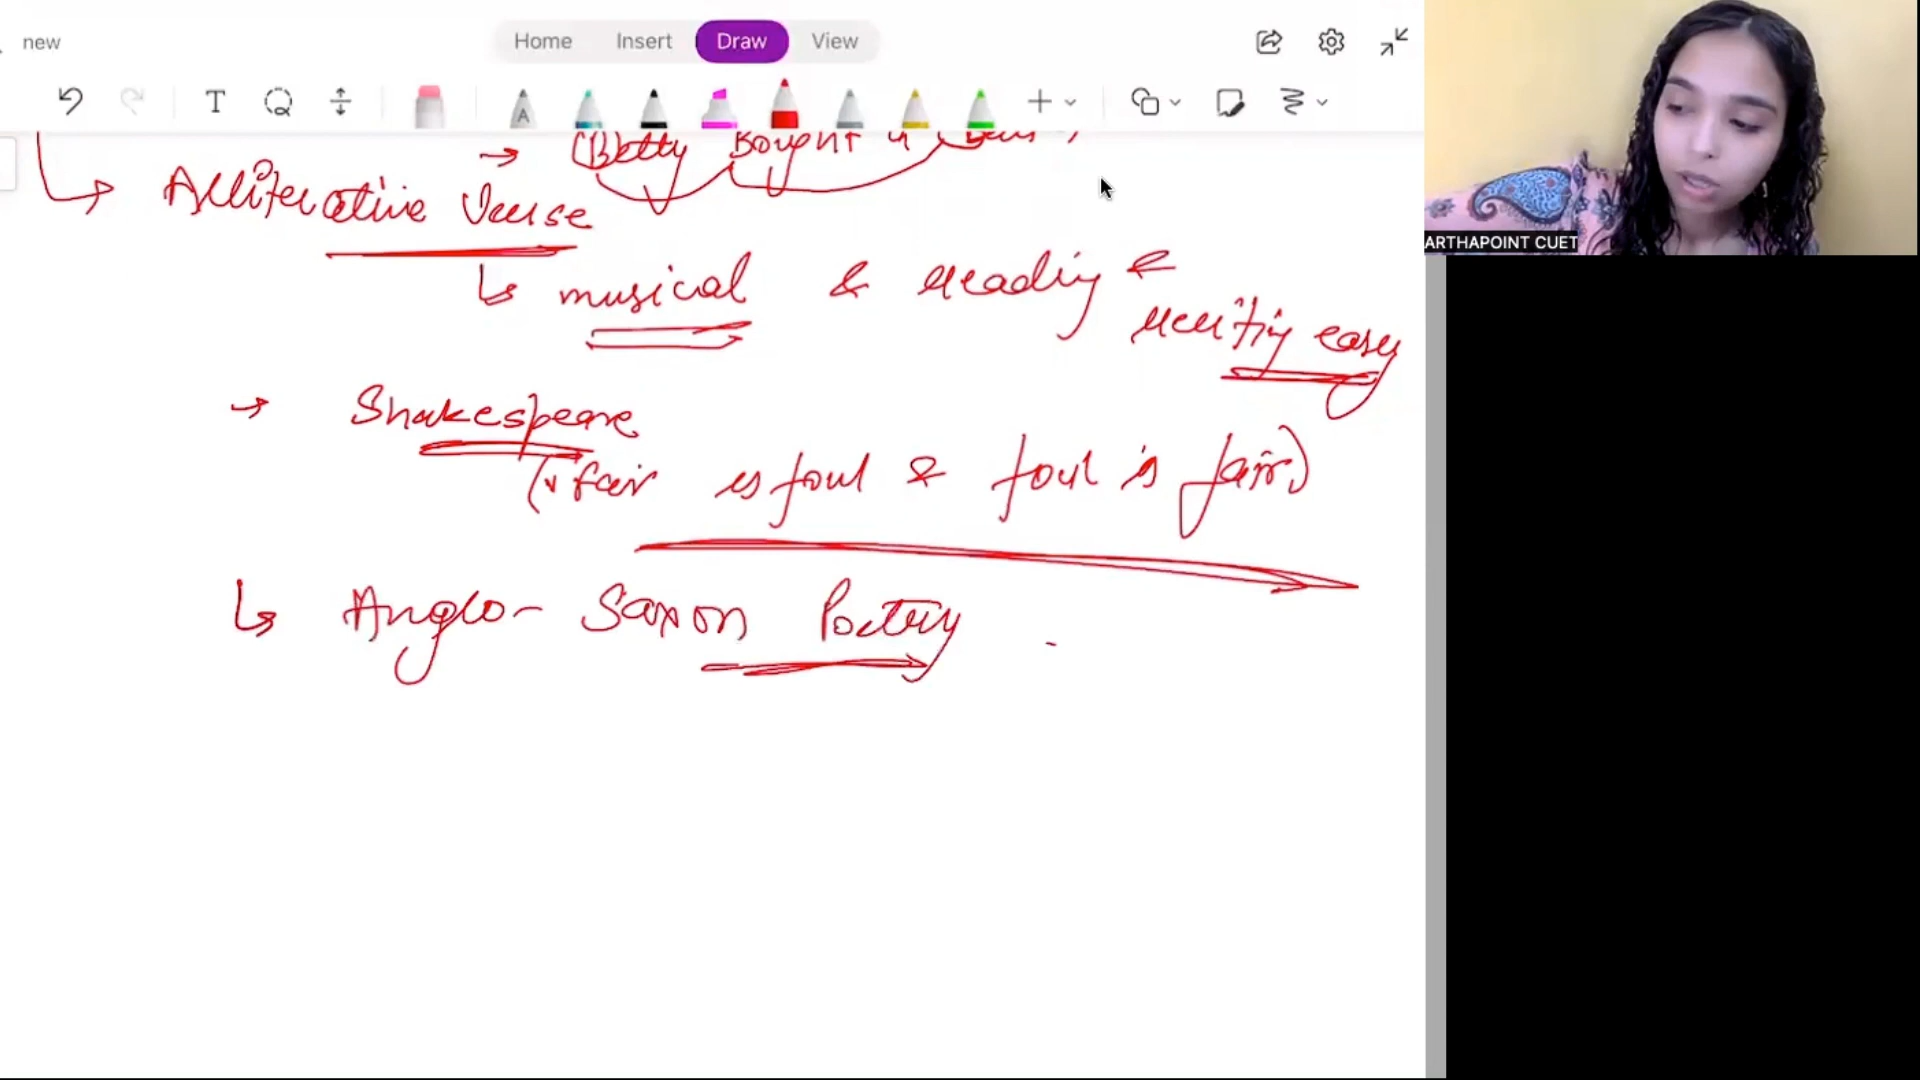 new
Home Insert Draw View
T
A
→ Betty Bought a
↳ Alliterative Verse
↳ musical & reading &
reciting easy
→ Shakespeare
(fair is foul & foul is fair)
↳ Anglo-Saxon Poetry
ARTHAPOINT CUET